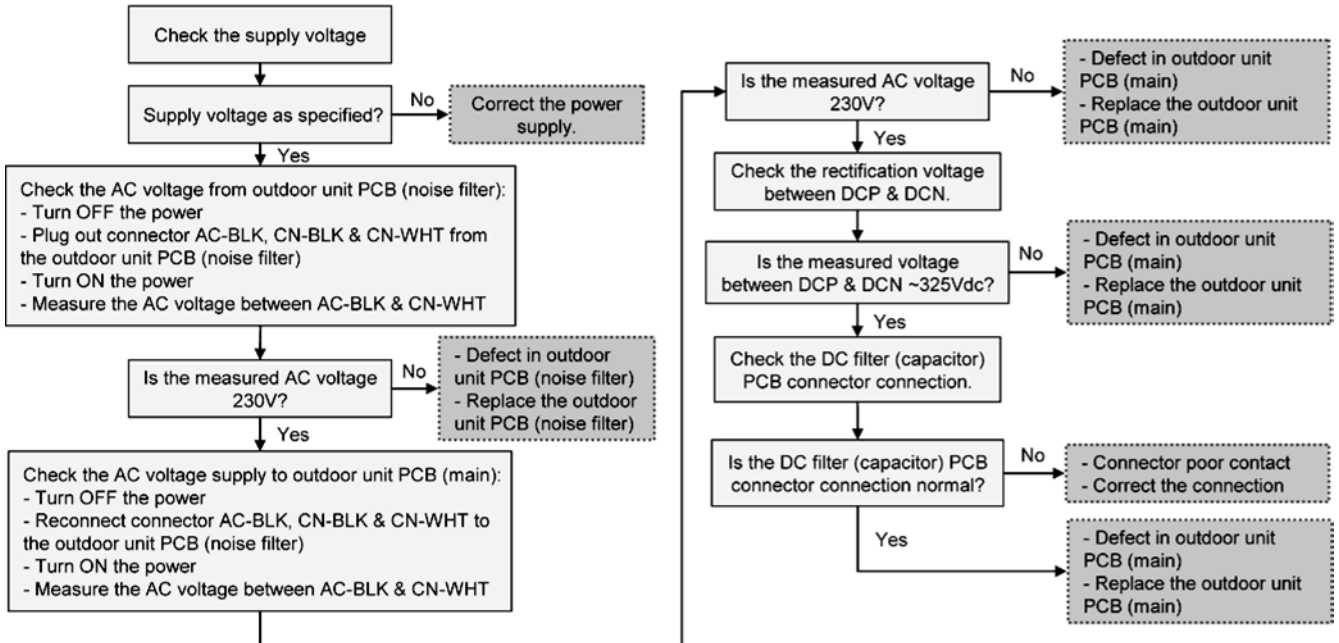 Check the supply voltage
Supply voltage as specified?
No
Correct the power
supply.
Yes
Check the AC voltage from outdoor unit PCB (noise filter):
- Turn OFF the power
- Plug out connector AC-BLK, CN-BLK & CN-WHT from
the outdoor unit PCB (noise filter)
- Turn ON the power
- Measure the AC voltage between AC-BLK & CN-WHT
Is the measured AC voltage
230V?
No
- Defect in outdoor
unit PCB (noise filter)
- Replace the outdoor
unit PCB (noise filter)
Yes
Check the AC voltage supply to outdoor unit PCB (main):
- Turn OFF the power
- Reconnect connector AC-BLK, CN-BLK & CN-WHT to
the outdoor unit PCB (noise filter)
- Turn ON the power
- Measure the AC voltage between AC-BLK & CN-WHT
Is the measured AC voltage
230V?
No
- Defect in outdoor unit
PCB (main)
- Replace the outdoor unit
PCB (main)
Yes
Check the rectification voltage
between DCP & DCN.
Is the measured voltage
between DCP & DCN ~325Vdc?
No
- Defect in outdoor unit
PCB (main)
- Replace the outdoor unit
PCB (main)
Yes
Check the DC filter (capacitor)
PCB connector connection.
Is the DC filter (capacitor) PCB
connector connection normal?
No
- Connector poor contact
- Correct the connection
Yes
- Defect in outdoor unit
PCB (main)
- Replace the outdoor unit
PCB (main)